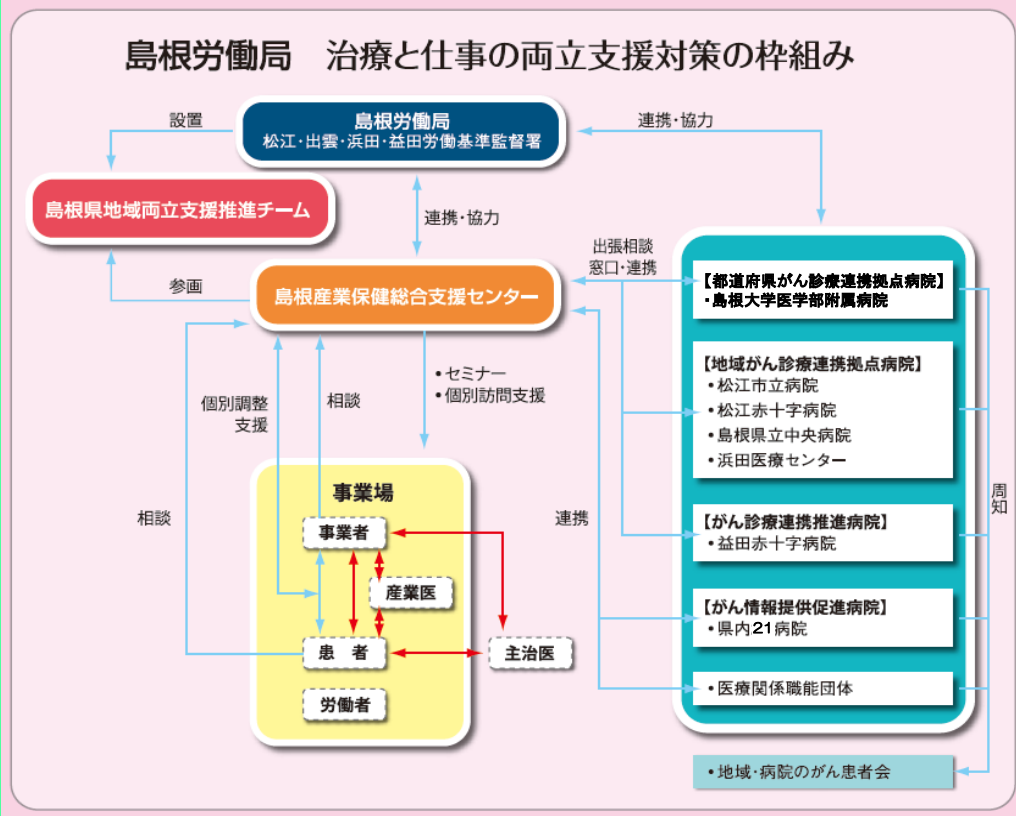 島根労働局 治療と仕事の両立支援対策の枠組み
設置
島根労働局
松江・出雲・浜田・益田労働基準監督署
連携・協力
島根県地域両立支援推進チーム
連携・協力
参画
島根産業保健総合支援センター
出張相談
窓口・連携
【都道府県がん診療連携拠点病院】
・島根大学医学部附属病院
【地域がん診療連携拠点病院】
・松江市立病院
・松江赤十字病院
・島根県立中央病院
・浜田医療センター
・セミナー
・個別訪問支援
個別調整
支援
相談
相談
連携
周知
事業場
事業者
産業医
患 者
主治医
労働者
【がん診療連携推進病院】
・益田赤十字病院
【がん情報提供促進病院】
・県内21病院
・医療関係職能団体
・地域・病院のがん患者会